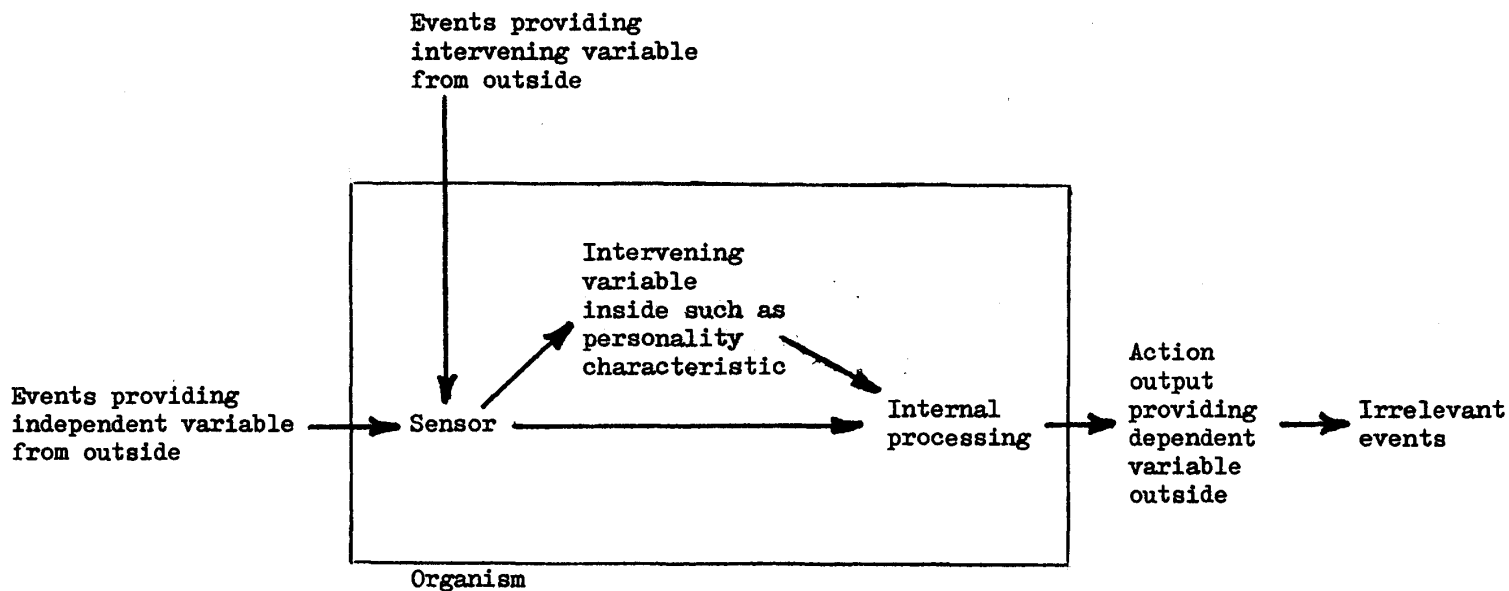 Events providing
intervening variable
from outside
Intervening
variable
inside such as
personality
characteristic
Events providing
independent variable
from outside
Sensor
Internal
processing
Action
output
providing
dependent
variable
outside
Irrelevant
events
Organism